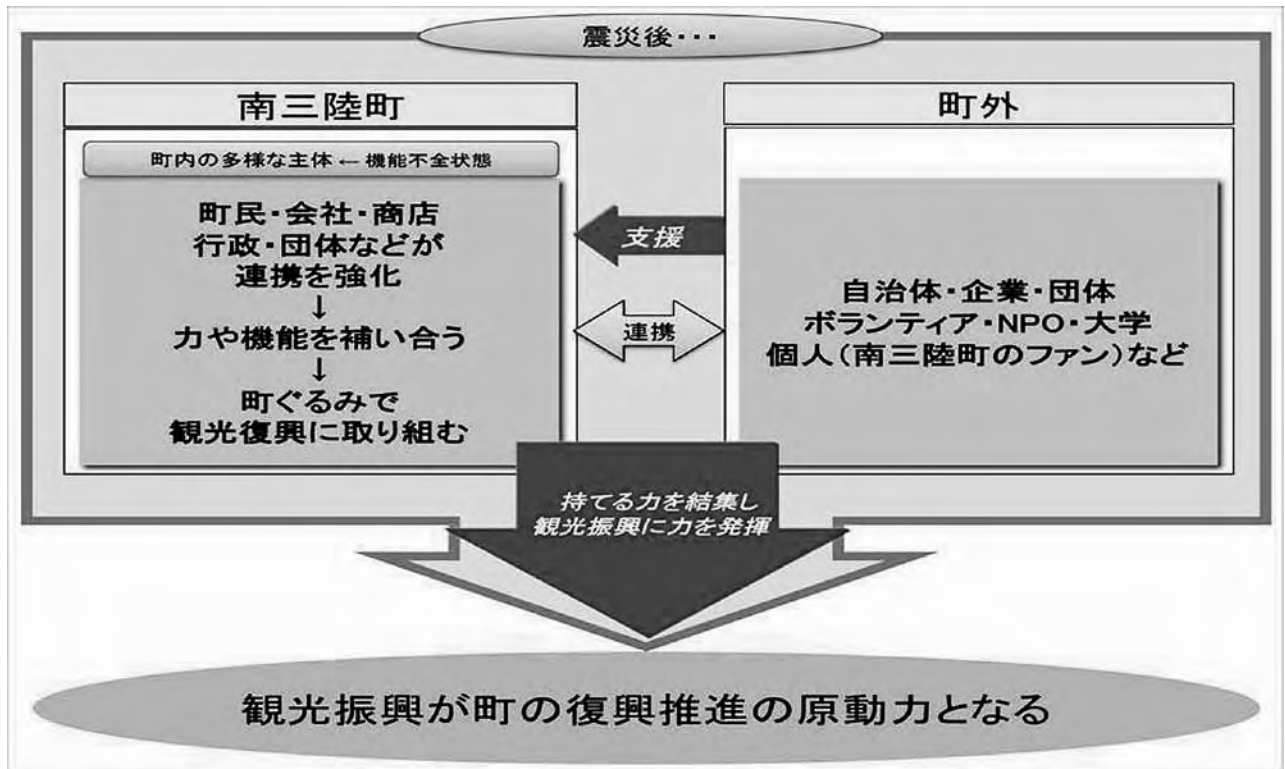 震災後・・・
南三陸町
町内の多様な主体 ← 機能不全状態
町民・会社・商店
行政・団体などが
連携を強化
↓
力や機能を補い合う
↓
町ぐるみで
観光復興に取り組む
支援
連携
町外
自治体・企業・団体
ボランティア・NPO・大学
個人(南三陸町のファン)など
持てる力を結集し
観光振興に力を発揮
観光振興が町の復興推進の原動力となる